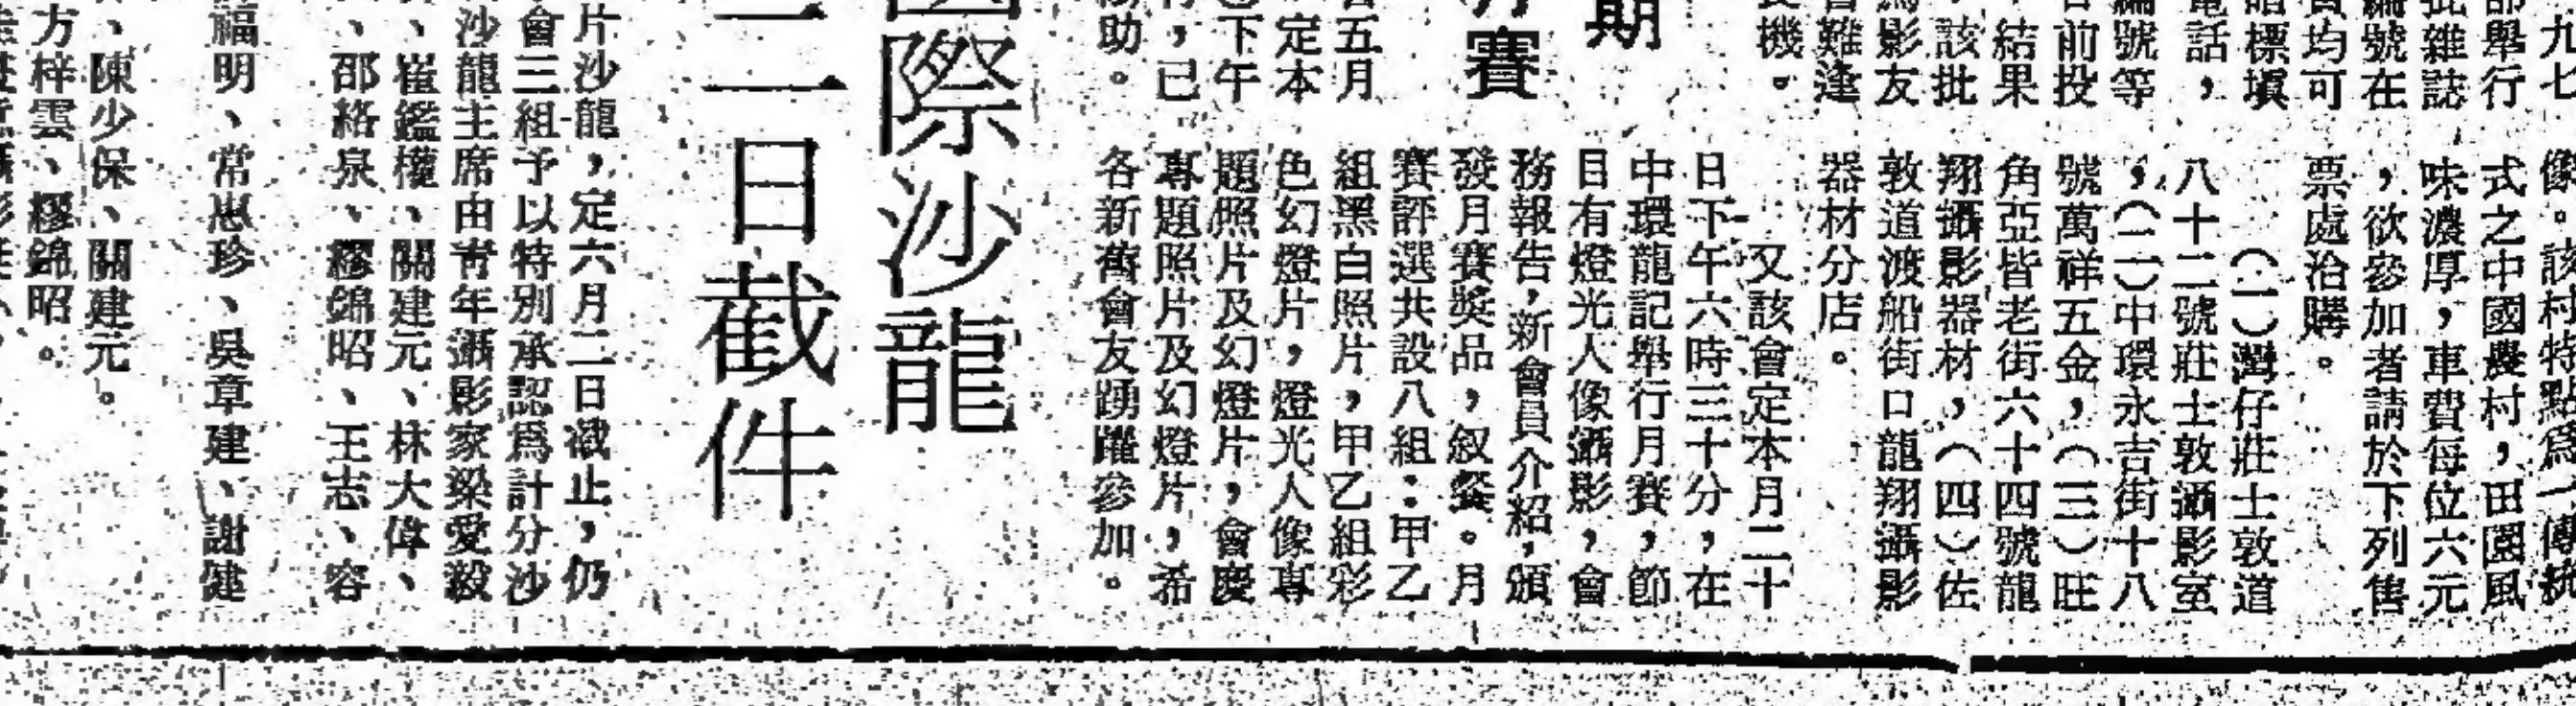 九七
舉行
雜誌
號在
均可
標填
電話，
號等
前投
結果
該批
影友
難逢
機。
像。該村特點為一傳統
式之中國農村，田園風
味濃厚，車費每位六元
，欲參加者請於下列售
票處洽購。
（一）灣仔莊士敦道
八十二號莊士敦攝影室
，（二）中環永吉街十八
號萬祥五金，（三）旺
角亞皆老街六十四號龍
翔攝影器材，（四）佐
敦道渡船街口龍翔攝影
器材分店。
又該會定本月二十
日下午六時三十分，在
中環龍記舉行月賽，節
目有燈光人像攝影，會
務報告，新會員介紹，頒
發月賽獎品，叙餐。月
賽評選共設八組：甲乙
組黑白照片，甲乙組彩
色幻燈片，燈光人像專
題照片及幻燈片，會慶
專題照片及幻燈片，希
各新舊會友踴躍參加。
期
賽
五月
定本
下午
，已
助。
際沙龍
二日截件
片沙龍，定六月二日截止，仍
會三組予以特別承認為計分沙
沙龍主席由青年攝影家梁愛毅
、崔鑑權、關建元、林大偉、
、邵絡泉、繆錦昭、王志、容
福明、常惠珍、吳章建、謝健
、陳少保、關建元。
方梓雲、繆錦昭。